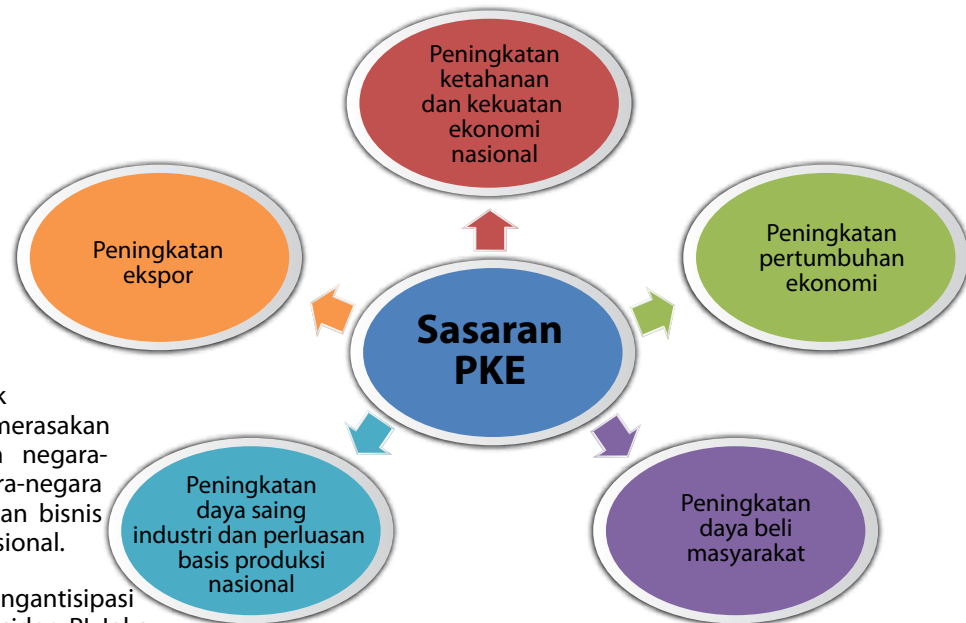 Peningkatan
ketahanan
dan kekuatan
ekonomi
nasional
Peningkatan
ekspor
Peningkatan
pertumbuhan
ekonomi
Sasaran
PKE
Peningkatan
daya saing
industri dan perluasan
basis produksi
nasional
Peningkatan
daya beli
masyarakat
merasakan
negara-
ra-negara
an bisnis
sional.
ngantisipasi